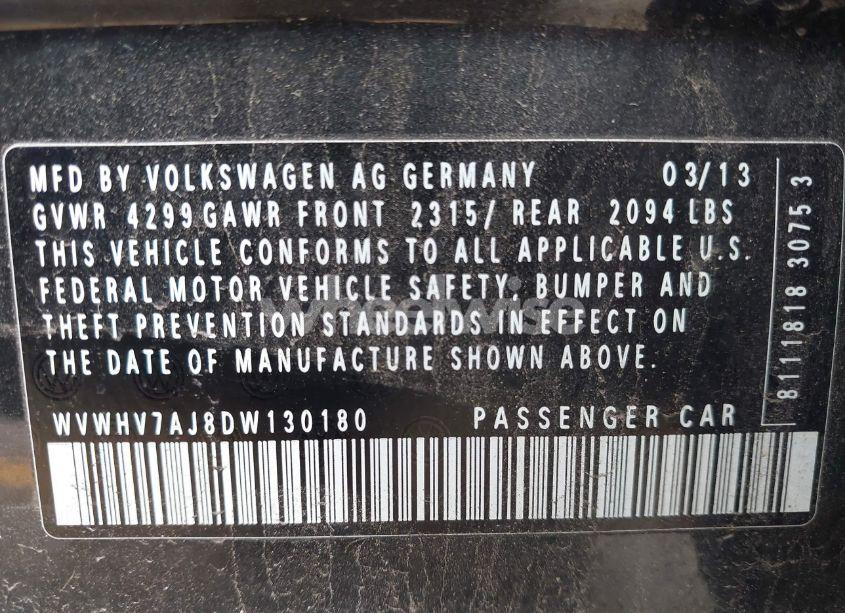 MFD BY VOLKSWAGEN AG GERMANY 03/13
GVWR 4299 GAWR FRONT 2315/ REAR 2094 LBS
THIS VEHICLE CONFORMS TO ALL APPLICABLE U.S.
FEDERAL MOTOR VEHICLE SAFETY, BUMPER AND
THEFT PREVENTION STANDARDS IN EFFECT ON
THE DATE OF MANUFACTURE SHOWN ABOVE.
WVWHV7AJ8DW130180 PASSENGER CAR
8111818 3075 3